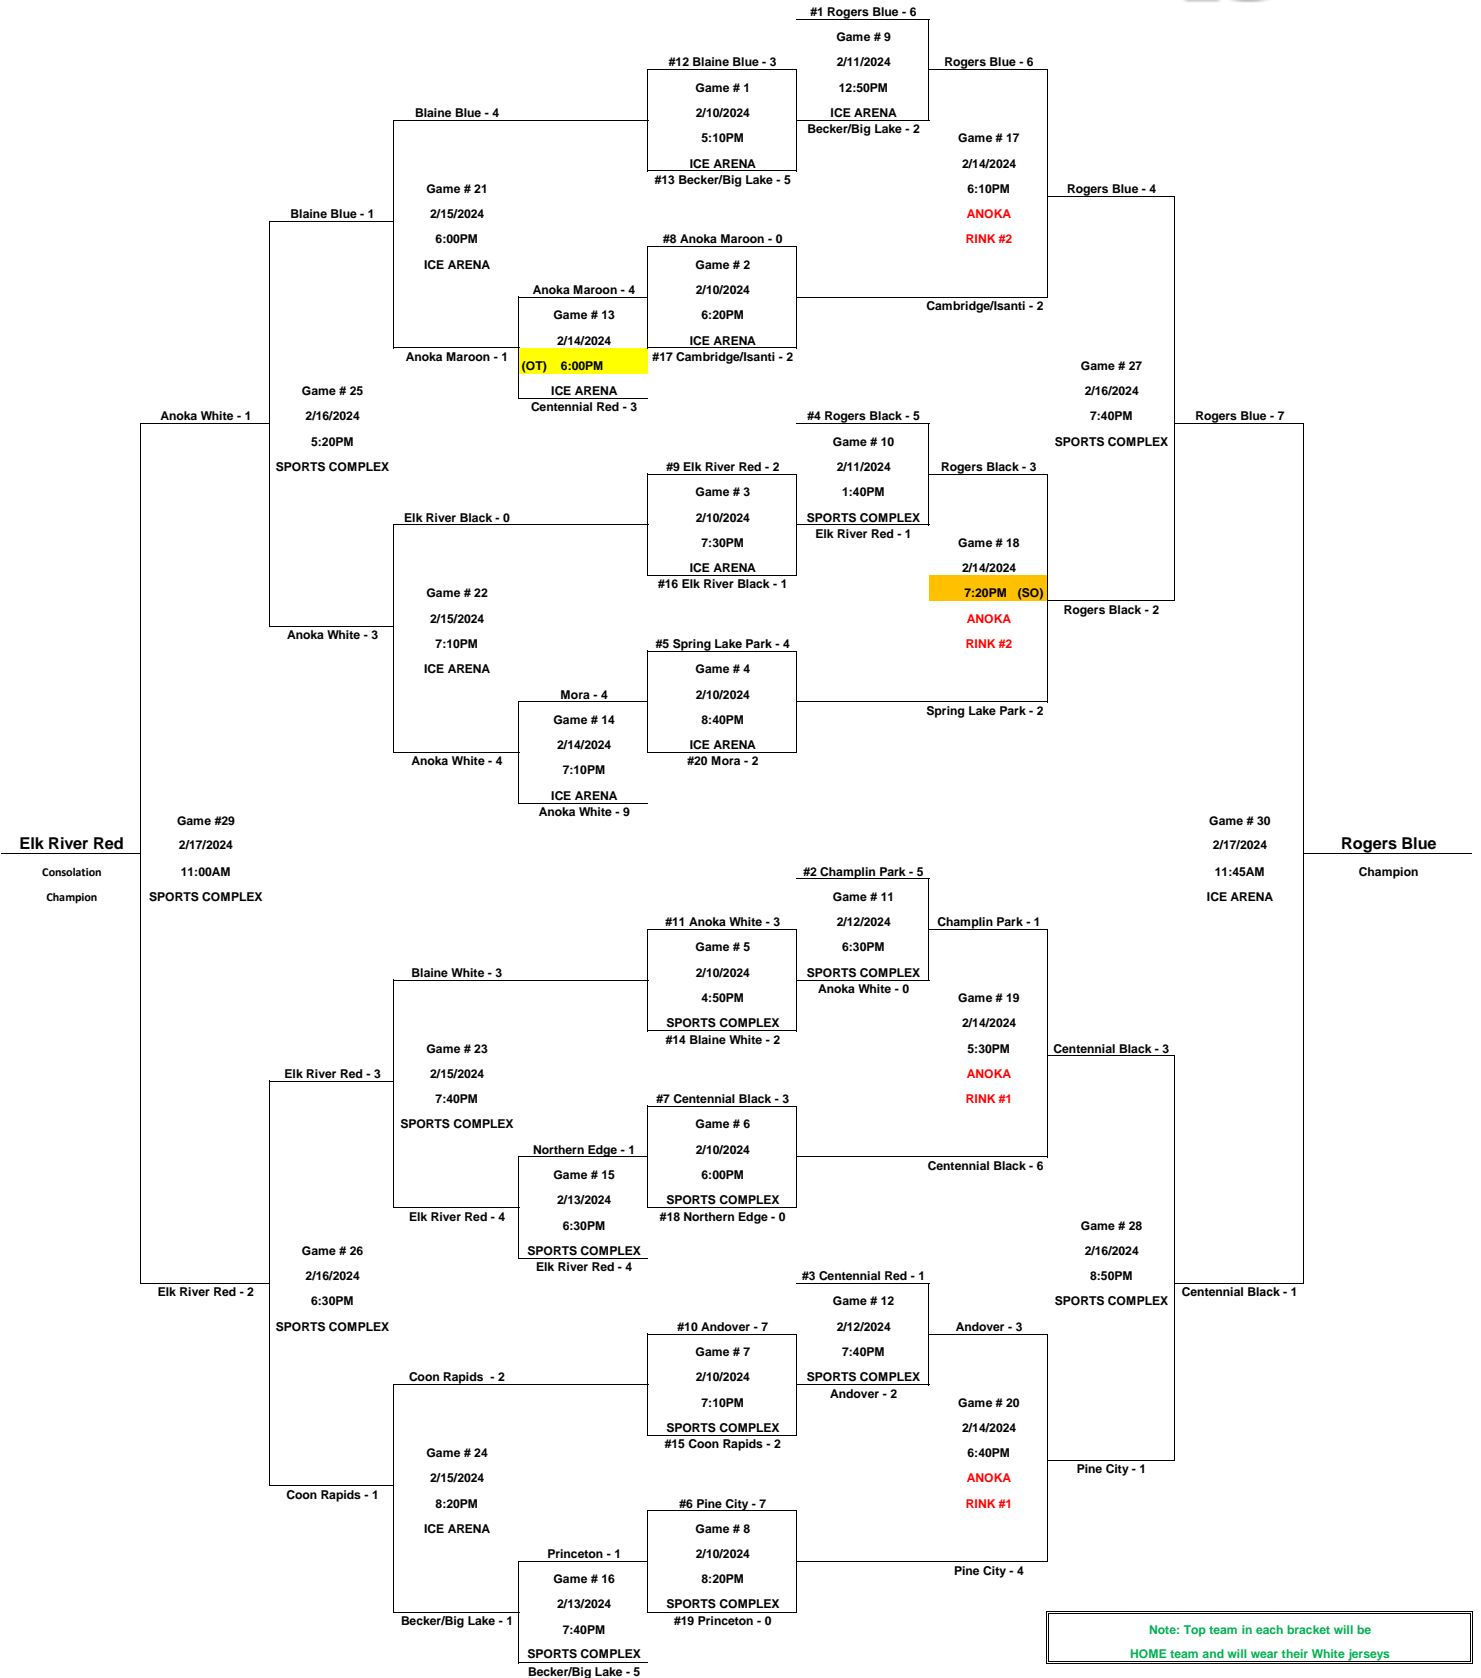 #1 Rogers Blue - 6
Game # 9
2/11/2024
12:50PM
ICE ARENA
Becker/Big Lake - 2
#12 Blaine Blue - 3
Game # 1
2/10/2024
5:10PM
ICE ARENA
#13 Becker/Big Lake - 5
Rogers Blue - 6
Game # 17
2/14/2024
6:10PM
ANOKA
RINK #2
Cambridge/Isanti - 2
Blaine Blue - 4
Game # 21
2/15/2024
6:00PM
ICE ARENA
Anoka Maroon - 1
Blaine Blue - 1
Game # 25
2/16/2024
5:20PM
SPORTS COMPLEX
Anoka White - 3
#8 Anoka Maroon - 0
Game # 2
2/10/2024
6:20PM
ICE ARENA
#17 Cambridge/Isanti - 2
Anoka Maroon - 4
Game # 13
2/14/2024
(OT) 6:00PM
ICE ARENA
Centennial Red - 3
Rogers Blue - 4
Game # 27
2/16/2024
7:40PM
SPORTS COMPLEX
Rogers Black - 2
Anoka White - 1
Rogers Blue - 7
#4 Rogers Black - 5
Game # 10
2/11/2024
1:40PM
SPORTS COMPLEX
Elk River Red - 1
#9 Elk River Red - 2
Game # 3
2/10/2024
7:30PM
ICE ARENA
#16 Elk River Black - 1
Rogers Black - 3
Game # 18
2/14/2024
7:20PM (SO)
ANOKA
RINK #2
Spring Lake Park - 2
Elk River Black - 0
Game # 22
2/15/2024
7:10PM
ICE ARENA
Anoka White - 4
#5 Spring Lake Park - 4
Game # 4
2/10/2024
8:40PM
ICE ARENA
#20 Mora - 2
Mora - 4
Game # 14
2/14/2024
7:10PM
ICE ARENA
Anoka White - 9
Elk River Red
Consolation
Champion
Game #29
2/17/2024
11:00AM
SPORTS COMPLEX
Game # 30
2/17/2024
11:45AM
ICE ARENA
Rogers Blue
Champion
#2 Champlin Park - 5
Game # 11
2/12/2024
6:30PM
SPORTS COMPLEX
Anoka White - 0
#11 Anoka White - 3
Game # 5
2/10/2024
4:50PM
SPORTS COMPLEX
#14 Blaine White - 2
Champlin Park - 1
Game # 19
2/14/2024
5:30PM
ANOKA
RINK #1
Centennial Black - 6
Blaine White - 3
Game # 23
2/15/2024
7:40PM
SPORTS COMPLEX
Elk River Red - 4
Elk River Red - 3
Game # 26
2/16/2024
6:30PM
SPORTS COMPLEX
Coon Rapids - 1
#7 Centennial Black - 3
Game # 6
2/10/2024
6:00PM
SPORTS COMPLEX
#18 Northern Edge - 0
Northern Edge - 1
Game # 15
2/13/2024
6:30PM
SPORTS COMPLEX
Elk River Red - 4
Centennial Black - 3
Game # 28
2/16/2024
8:50PM
SPORTS COMPLEX
Pine City - 1
Elk River Red - 2
Centennial Black - 1
#3 Centennial Red - 1
Game # 12
2/12/2024
7:40PM
SPORTS COMPLEX
Andover - 2
#10 Andover - 7
Game # 7
2/10/2024
7:10PM
SPORTS COMPLEX
#15 Coon Rapids - 2
Andover - 3
Game # 20
2/14/2024
6:40PM
ANOKA
RINK #1
Pine City - 4
Coon Rapids - 2
Game # 24
2/15/2024
8:20PM
ICE ARENA
Becker/Big Lake - 1
#6 Pine City - 7
Game # 8
2/10/2024
8:20PM
SPORTS COMPLEX
#19 Princeton - 0
Princeton - 1
Game # 16
2/13/2024
7:40PM
SPORTS COMPLEX
Becker/Big Lake - 5
Note: Top team in each bracket will be
HOME team and will wear their White jerseys